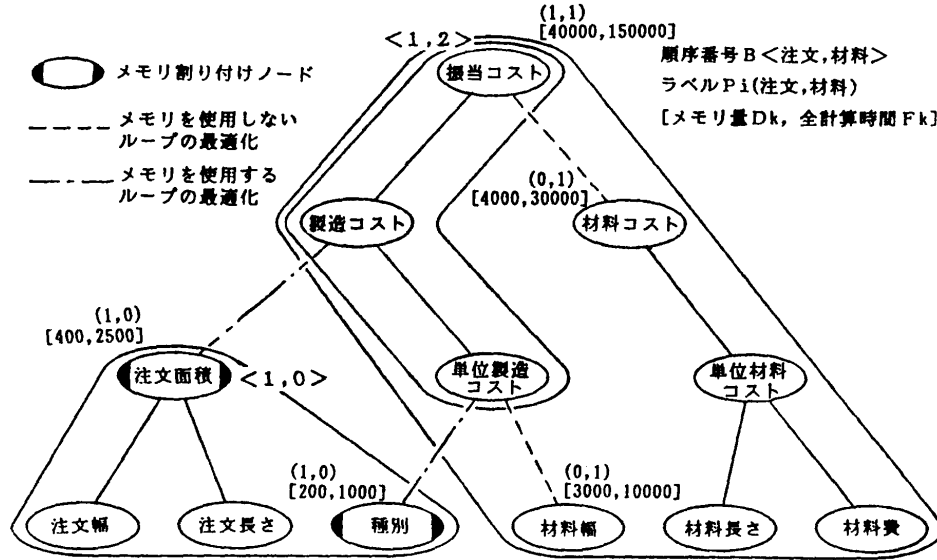 (1,1)
[40000,150000]
<1,2>
振当コスト
順序番号B<注文,材料>
ラベルPi(注文,材料)
[メモリ量Dk, 全計算時間Fk]
メモリ割り付けノード
メモリを使用しない
ループの最適化
メモリを使用する
ループの最適化
(0,1)
[4000,30000]
製造コスト
材料コスト
(1,0)
[400,2500]
注文面積
<1,0>
単位製造
コスト
単位材料
コスト
(1,0)
[200,1000]
(0,1)
[3000,10000]
注文幅
注文長さ
種別
材料幅
材料長さ
材料費